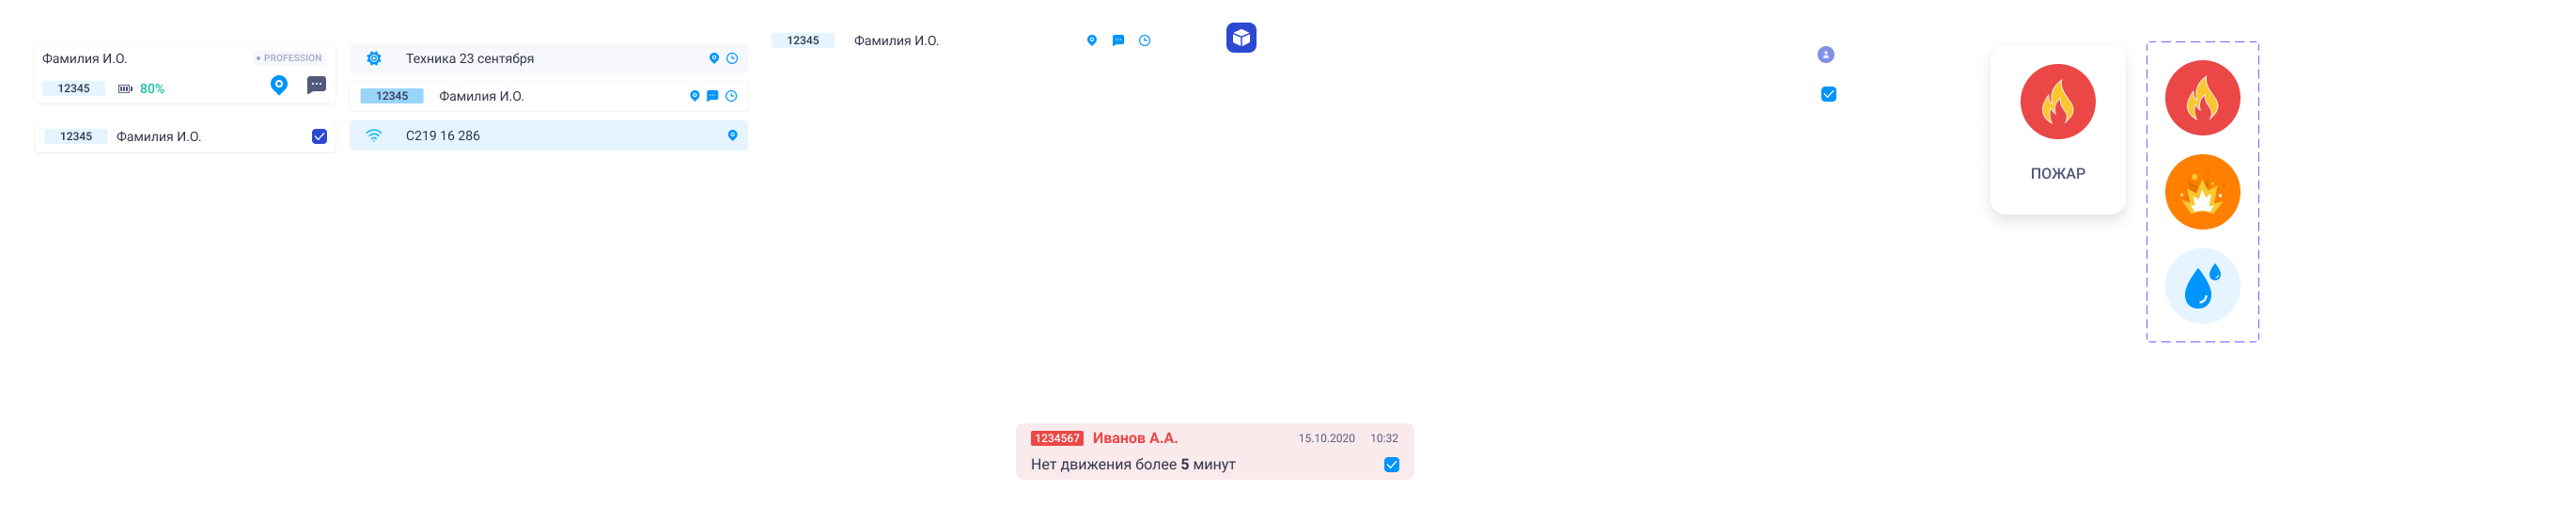 Фамилия И.О.
• PROFESSION
12345
80%
12345
Фамилия И.О.
Техника 23 сентября
12345
Фамилия И.О.
C219 16 286
12345
Фамилия И.О.
ПОЖАР
1234567
Иванов А.А.
15.10.2020
10:32
Нет движения более 5 минут